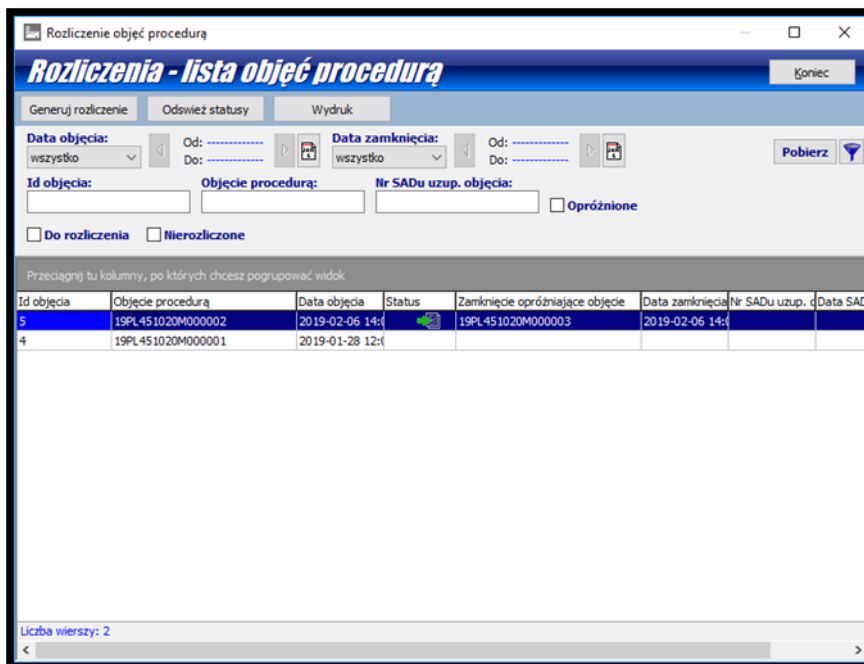 Rozliczenie objęć procedurą
Rozliczenia - lista objęć procedurą
Koniec
Generuj rozliczenie Odśwież statusy Wydruk
Data objęcia: Od: ------------- Data zamknięcia: Od: -------------
wszystko Do: ------------- wszystko Do: ------------- Pobierz
Id objęcia: Objęcie procedurą: Nr SADu uzup. objęcia:
Opróżnione
Do rozliczenia Nierozliczone
Przeciągnij tu kolumny, po których chcesz pogrupować widok
Id objęcia Objęcie procedurą Data objęcia Status Zamknięcie opróżniające objęcie Data zamknięcia Nr SADu uzup. Data SAD
5 19PL451020M000002 2019-02-06 14:0 19PL451020M000003 2019-02-06 14:0
4 19PL451020M000001 2019-01-28 12:0
Liczba wierszy: 2